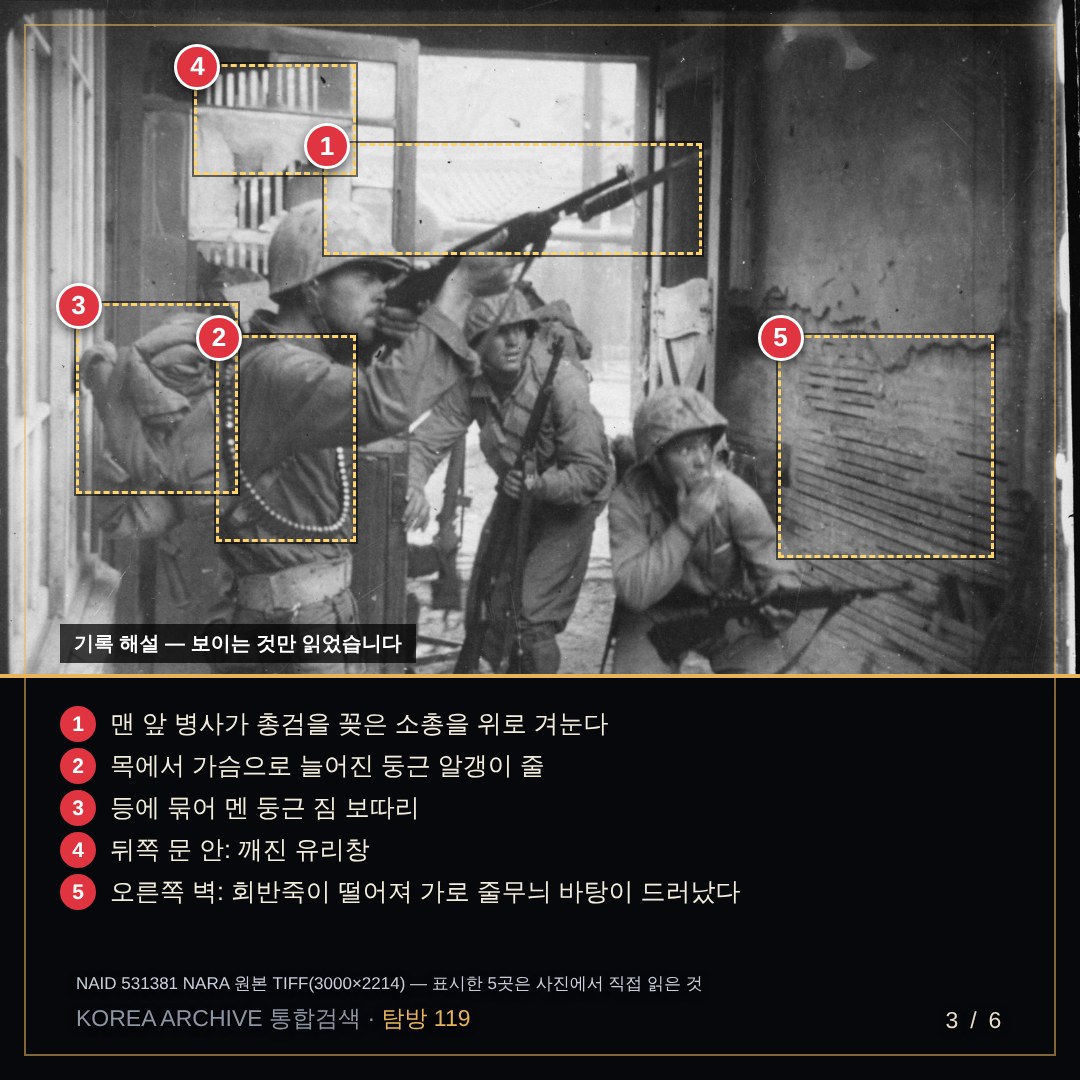 4
1
3
2
5
기록 해설 — 보이는 것만 읽었습니다
1 맨 앞 병사가 총검을 꽂은 소총을 위로 겨눈다
2 목에서 가슴으로 늘어진 둥근 알갱이 줄
3 등에 묶어 멘 둥근 짐 보따리
4 뒤쪽 문 안: 깨진 유리창
5 오른쪽 벽: 회반죽이 떨어져 가로 줄무늬 바탕이 드러났다
NAID 531381 NARA 원본 TIFF(3000×2214) — 표시한 5곳은 사진에서 직접 읽은 것
KOREA ARCHIVE 통합검색 · 탐방 119
3 / 6